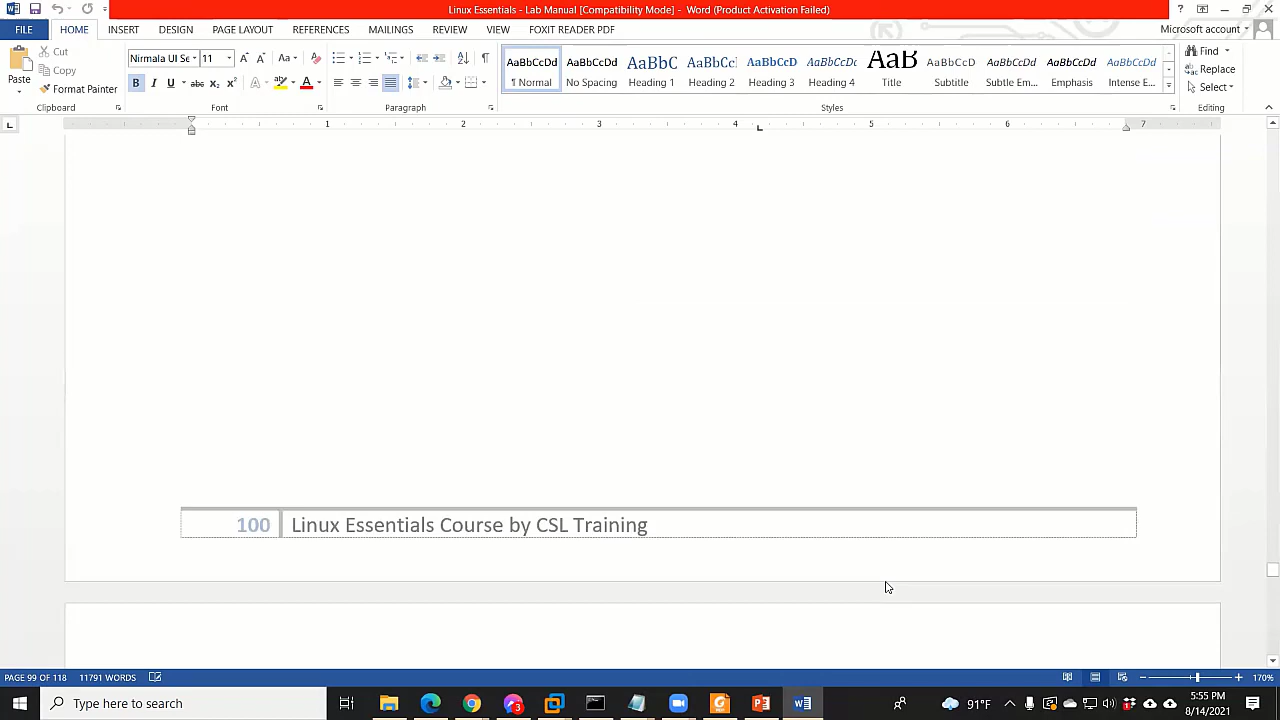 Linux Essentials - Lab Manual [Compatibility Mode] - Word (Product Activation Failed)
FILE HOME INSERT DESIGN PAGE LAYOUT REFERENCES MAILINGS REVIEW VIEW FOXIT READER PDF Microsoft account
Paste
Cut
Copy
Format Painter
Clipboard
Nirmala UI Se 11
Font
Paragraph
AaBbCcDd AaBbCcDd AaBbC AaBbCc AaBbCcD AaBbCcDc AaB AaBbCcD AaBbCcDd AaBbCcDd AaBbCcDd
¶ Normal No Spacing Heading 1 Heading 2 Heading 3 Heading 4 Title Subtitle Subtle Em... Emphasis Intense E...
Styles
Find
Replace
Select
Editing
1 2 3 4 5 6 7
100 Linux Essentials Course by CSL Training
PAGE 99 OF 118 11791 WORDS 170%
Type here to search
3
91°F
5:55 PM
8/14/2021